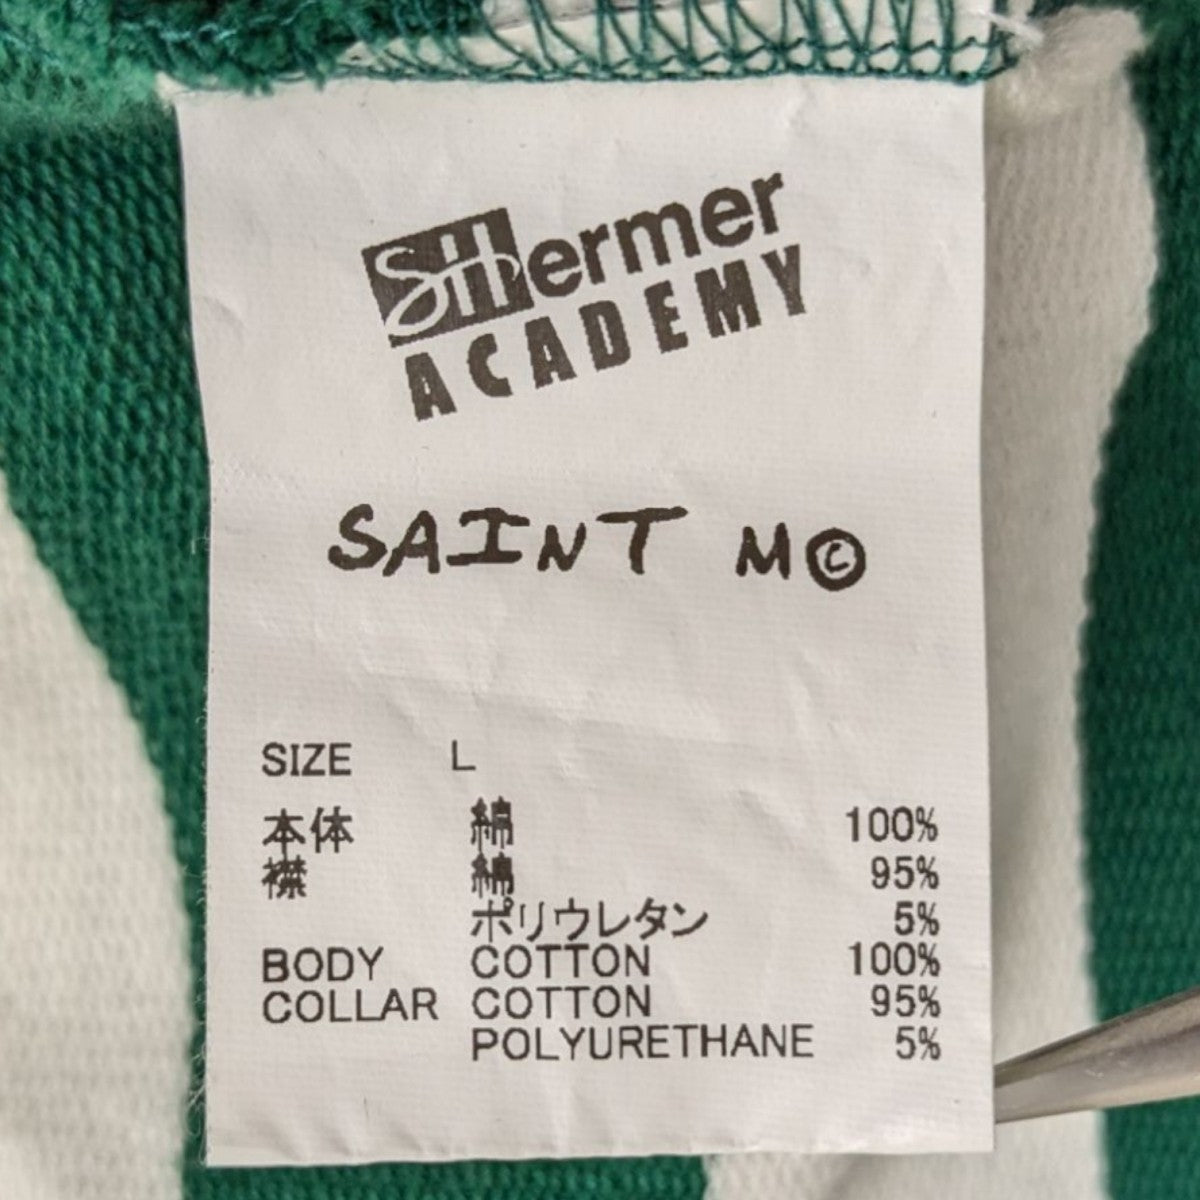 SHermer
ACADEMY
SAINT M©
SIZE L
本体 綿 100%
襟 綿 95%
ポリウレタン 5%
BODY COTTON 100%
COLLAR COTTON 95%
POLYURETHANE 5%